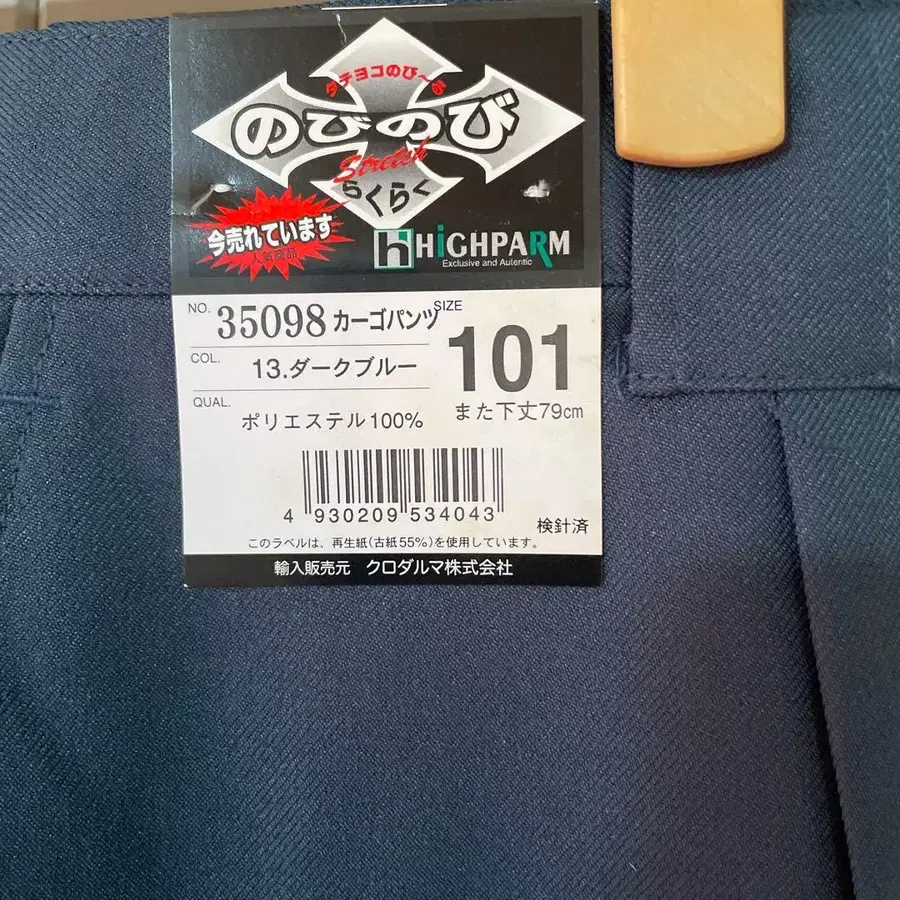 タテヨコのび〜る
のびのび
Stretch
らくらく
今売れています
人気商品
HiGHPARM
Exclusive and Autentic
NO. 35098 カーゴパンツ
SIZE 101
COL. 13.ダークブルー
また下丈79cm
QUAL. ポリエステル100%
4 930209 534043
検針済
このラベルは、再生紙(古紙55%)を使用しています。
輸入販売元 クロダルマ株式会社